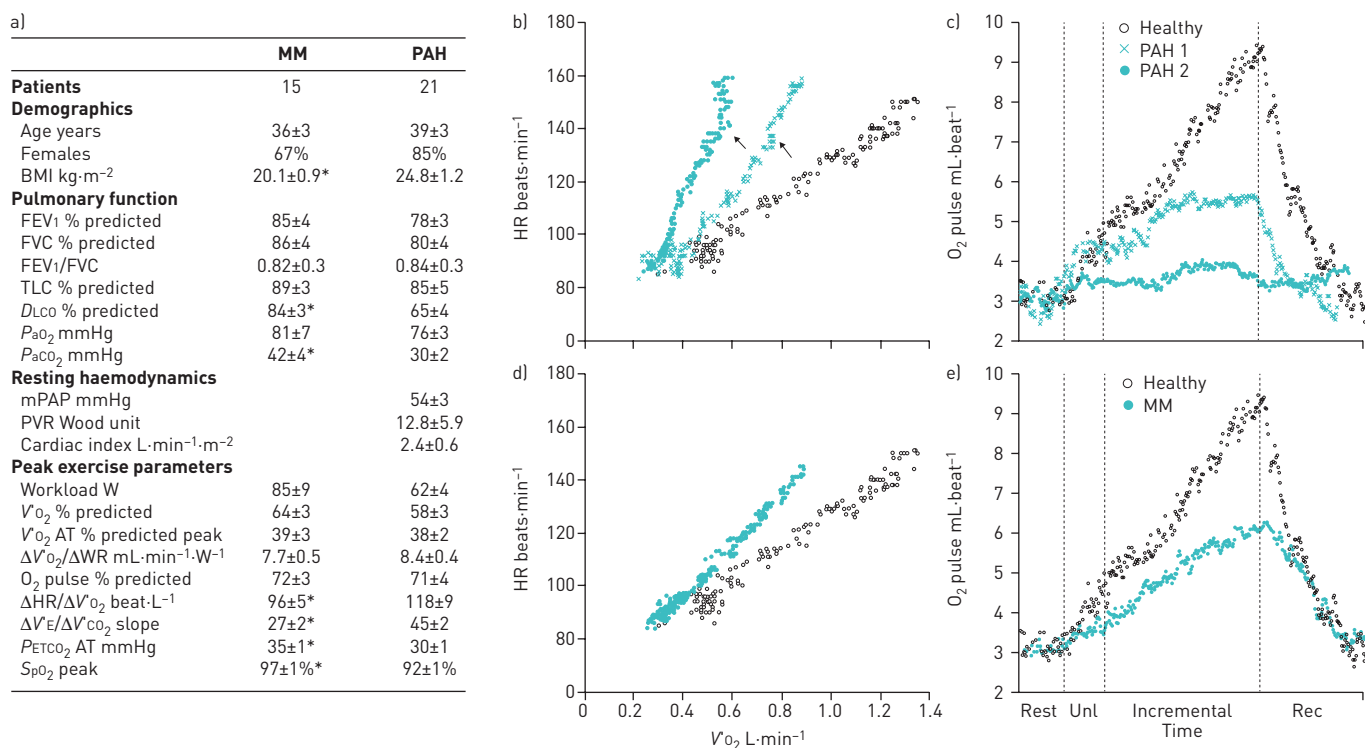 a)
MM PAH
Patients 15 21
Demographics
Age years 36±3 39±3
Females 67% 85%
BMI kg·m−2 20.1±0.9* 24.8±1.2
Pulmonary function
FEV1 % predicted 85±4 78±3
FVC % predicted 86±4 80±4
FEV1/FVC 0.82±0.3 0.84±0.3
TLC % predicted 89±3 85±5
DLCO % predicted 84±3* 65±4
PaO2 mmHg 81±7 76±3
PaCO2 mmHg 42±4* 30±2
Resting haemodynamics
mPAP mmHg 54±3
PVR Wood unit 12.8±5.9
Cardiac index L·min−1·m−2 2.4±0.6
Peak exercise parameters
Workload W 85±9 62±4
V′O2 % predicted 64±3 58±3
V′O2 AT % predicted peak 39±3 38±2
ΔV′O2/ΔWR mL·min−1·W−1 7.7±0.5 8.4±0.4
O2 pulse % predicted 72±3 71±4
ΔHR/ΔV′O2 beat·L−1 96±5* 118±9
ΔV′E/ΔV′CO2 slope 27±2* 45±2
PETCO2 AT mmHg 35±1* 30±1
SpO2 peak 97±1%* 92±1%
b)
180
160
140
120
100
80
0
HR beats·min−1
c)
10
9
8
7
6
5
4
3
2
O2 pulse mL·beat−1
Healthy
PAH 1
PAH 2
d)
180
160
140
120
100
80
0
HR beats·min−1
0 0.2 0.4 0.6 0.8 1.0 1.2 1.4
V′O2 L·min−1
e)
10
9
8
7
6
5
4
3
2
O2 pulse mL·beat−1
Healthy
MM
Rest Unl Incremental Rec
Time